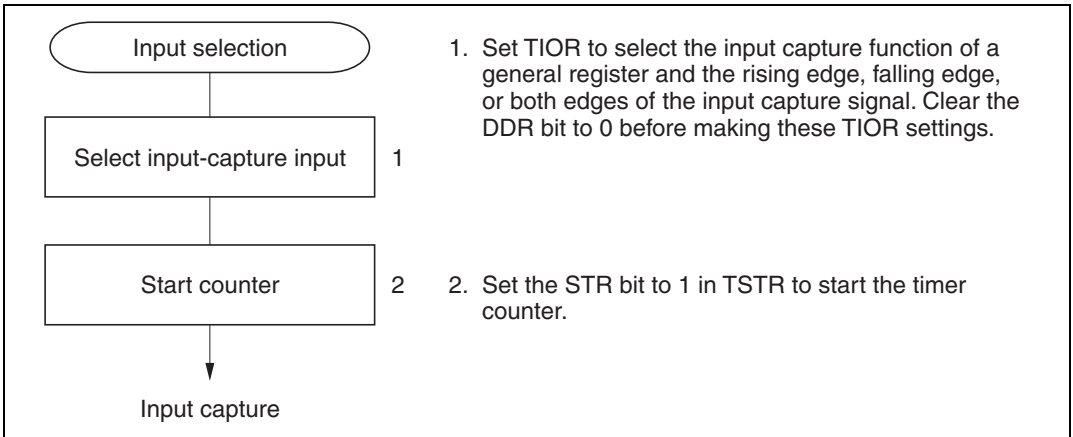 Input selection
1. Set TIOR to select the input capture function of a
general register and the rising edge, falling edge,
or both edges of the input capture signal. Clear the
DDR bit to 0 before making these TIOR settings.
Select input-capture input 1
Start counter 2
2. Set the STR bit to 1 in TSTR to start the timer
counter.
Input capture